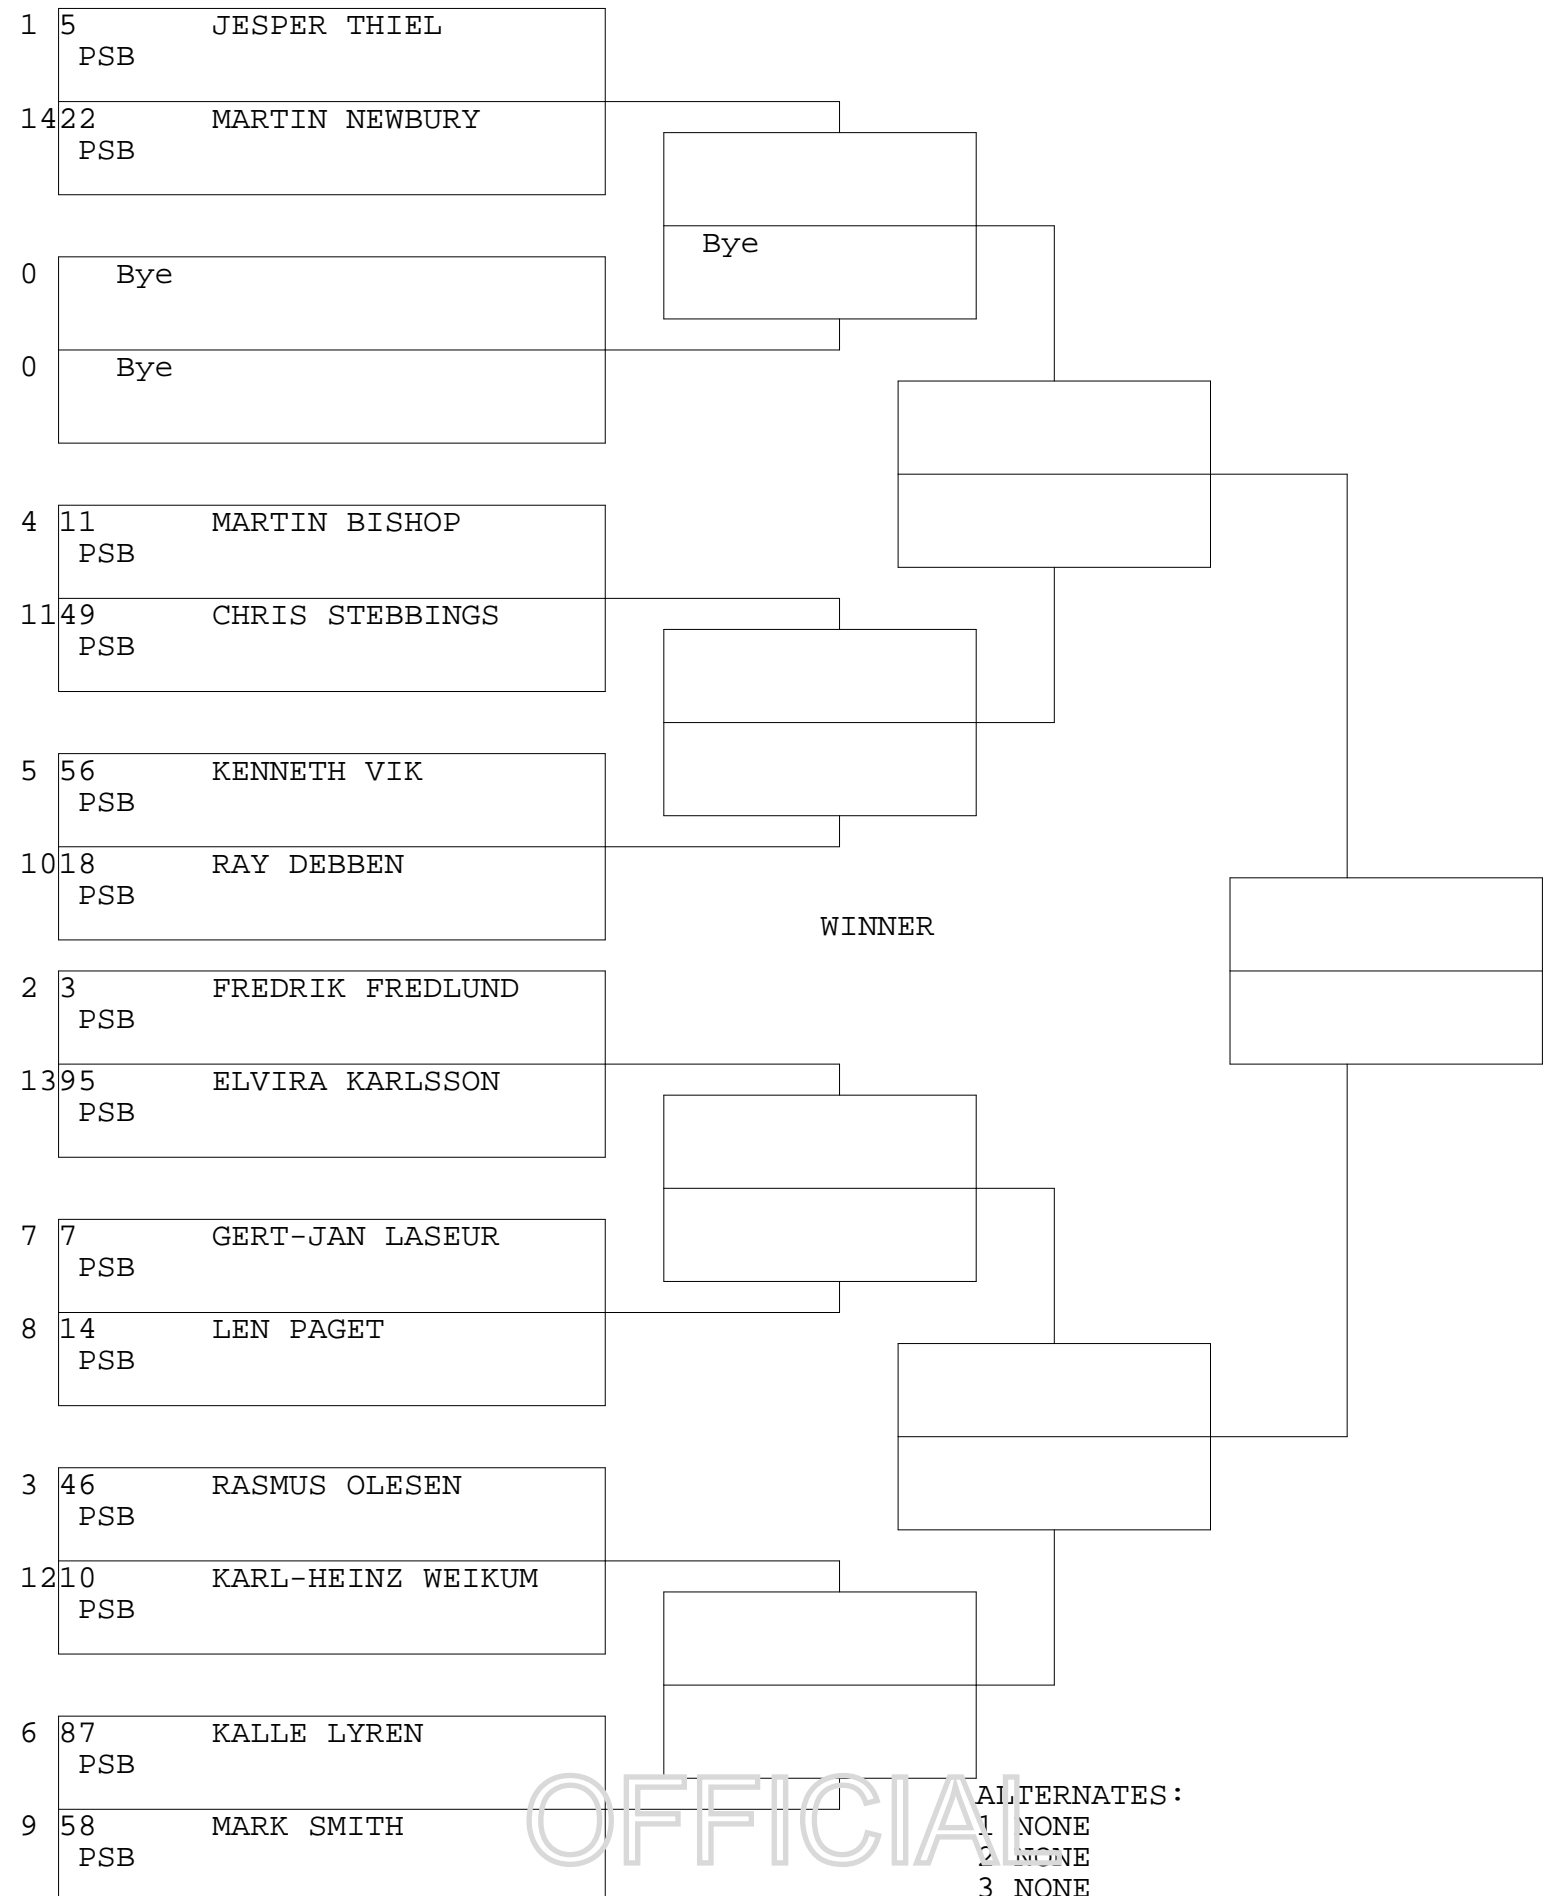 1 5 JESPER THIEL
PSB
14 22 MARTIN NEWBURY
PSB
Bye
0 Bye
0 Bye
4 11 MARTIN BISHOP
PSB
11 49 CHRIS STEBBINGS
PSB
5 56 KENNETH VIK
PSB
10 18 RAY DEBBEN
PSB
WINNER
2 3 FREDRIK FREDLUND
PSB
13 95 ELVIRA KARLSSON
PSB
7 7 GERT-JAN LASEUR
PSB
8 14 LEN PAGET
PSB
3 46 RASMUS OLESEN
PSB
12 10 KARL-HEINZ WEIKUM
PSB
6 87 KALLE LYREN
PSB
9 58 MARK SMITH
PSB
OFFICIAL
ALTERNATES:
1 NONE
2 NONE
3 NONE